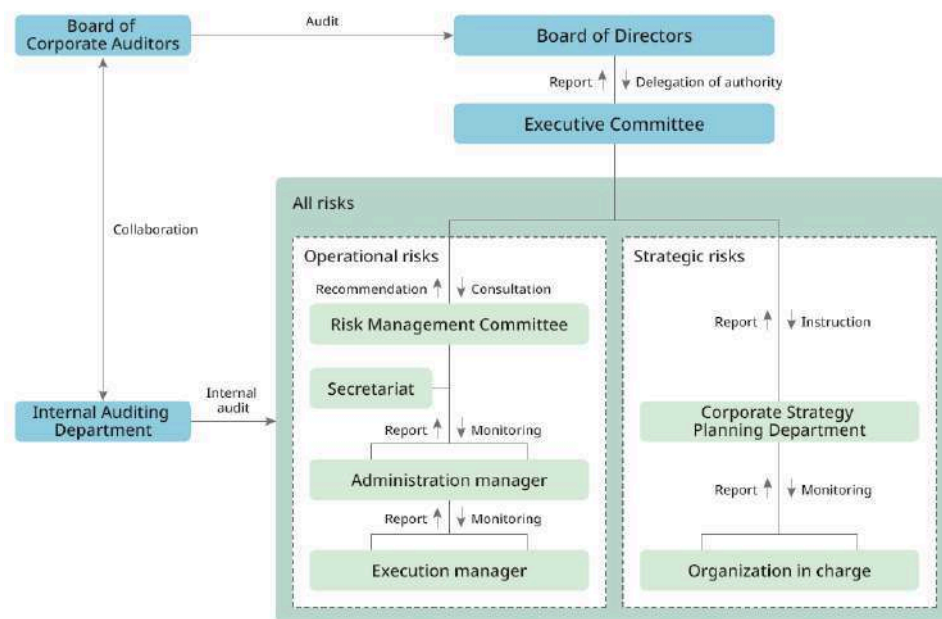 Board of
Corporate Auditors
Audit
Board of Directors
Report
Delegation of authority
Executive Committee
All risks
Collaboration
Operational risks
Strategic risks
Recommendation
Consultation
Risk Management Committee
Report
Instruction
Secretariat
Internal
audit
Internal Auditing
Department
Corporate Strategy
Planning Department
Report
Monitoring
Administration manager
Report
Monitoring
Report
Monitoring
Execution manager
Organization in charge